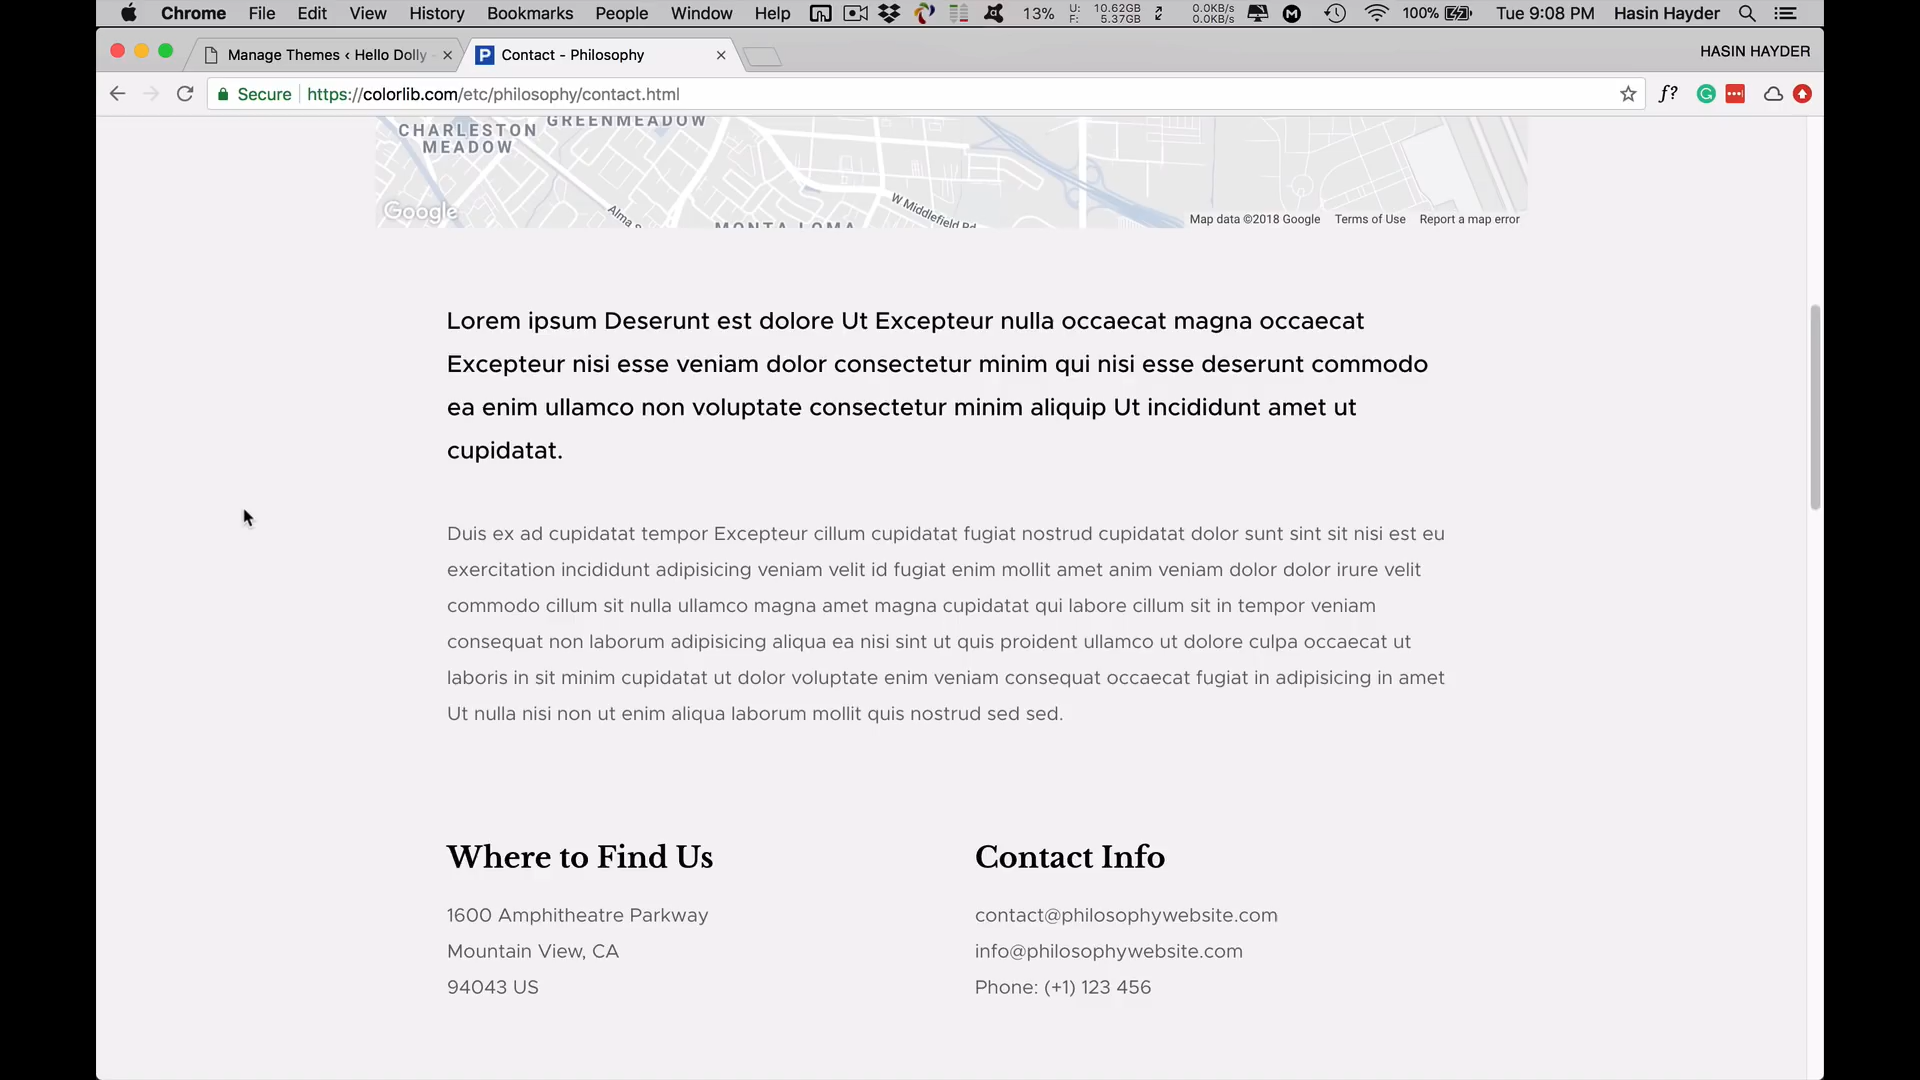 Chrome File Edit View History Bookmarks People Window Help 13% U: 10.62GB F: 5.37GB 0.0KB/s 0.0KB/s 100% Tue 9:08 PM Hasin Hayder
Manage Themes ‹ Hello Dolly Contact - Philosophy HASIN HAYDER
Secure https://colorlib.com/etc/philosophy/contact.html f?
GREENMEADOW
CHARLESTON
MEADOW
W Middlefield Rd
Google
Alma S
Map data ©2018 Google Terms of Use Report a map error
MONTA LOMA
Lorem ipsum Deserunt est dolore Ut Excepteur nulla occaecat magna occaecat
Excepteur nisi esse veniam dolor consectetur minim qui nisi esse deserunt commodo
ea enim ullamco non voluptate consectetur minim aliquip Ut incididunt amet ut
cupidatat.
Duis ex ad cupidatat tempor Excepteur cillum cupidatat fugiat nostrud cupidatat dolor sunt sint sit nisi est eu
exercitation incididunt adipisicing veniam velit id fugiat enim mollit amet anim veniam dolor dolor irure velit
commodo cillum sit nulla ullamco magna amet magna cupidatat qui labore cillum sit in tempor veniam
consequat non laborum adipisicing aliqua ea nisi sint ut quis proident ullamco ut dolore culpa occaecat ut
laboris in sit minim cupidatat ut dolor voluptate enim veniam consequat occaecat fugiat in adipisicing in amet
Ut nulla nisi non ut enim aliqua laborum mollit quis nostrud sed sed.
Where to Find Us
1600 Amphitheatre Parkway
Mountain View, CA
94043 US
Contact Info
contact@philosophywebsite.com
info@philosophywebsite.com
Phone: (+1) 123 456